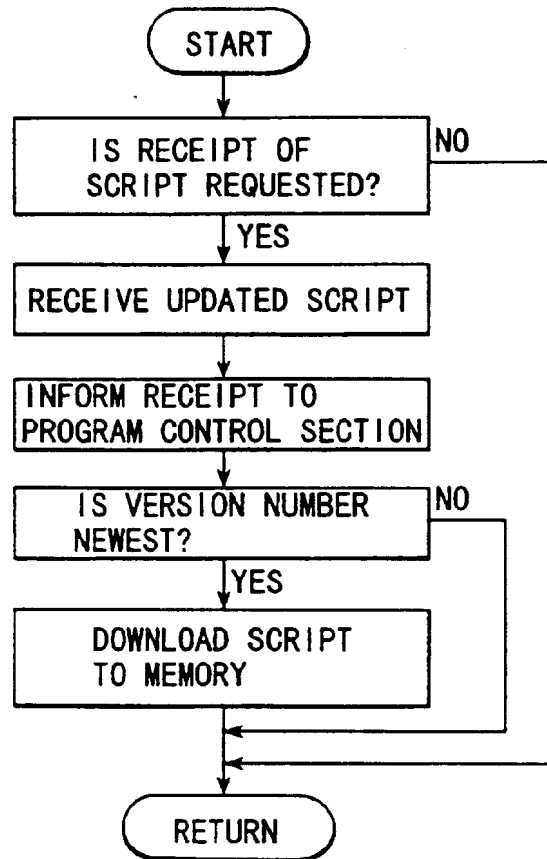 START
IS RECEIPT OF
SCRIPT REQUESTED?
NO
YES
RECEIVE UPDATED SCRIPT
INFORM RECEIPT TO
PROGRAM CONTROL SECTION
IS VERSION NUMBER
NEWEST?
NO
YES
DOWNLOAD SCRIPT
TO MEMORY
RETURN